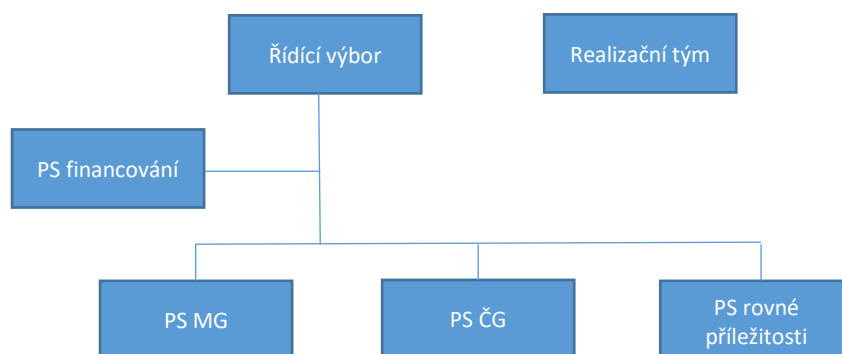 Řídící výbor
Realizační tým
PS financování
PS MG
PS ČG
PS rovné
příležitosti